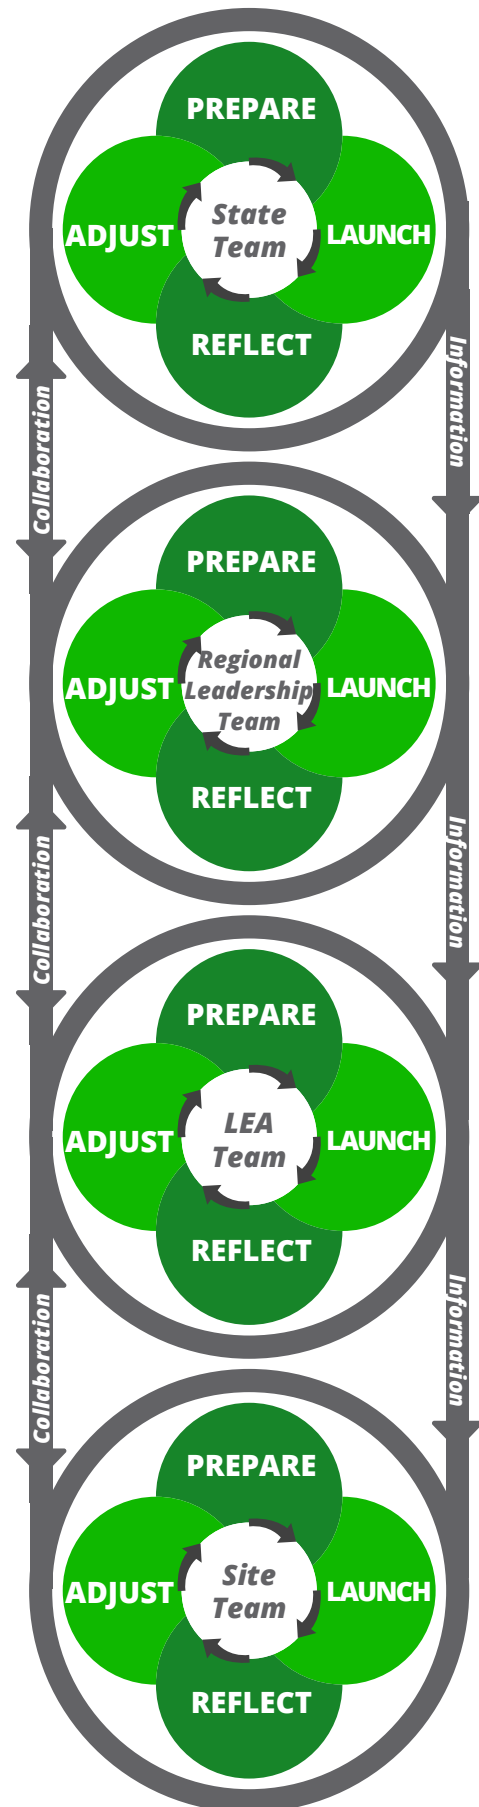 PREPARE
ADJUST
State
Team
LAUNCH
REFLECT
Collaboration
Information
PREPARE
ADJUST
Regional
Leadership
Team
LAUNCH
REFLECT
Collaboration
Information
PREPARE
ADJUST
LEA
Team
LAUNCH
REFLECT
Collaboration
Information
PREPARE
ADJUST
Site
Team
LAUNCH
REFLECT